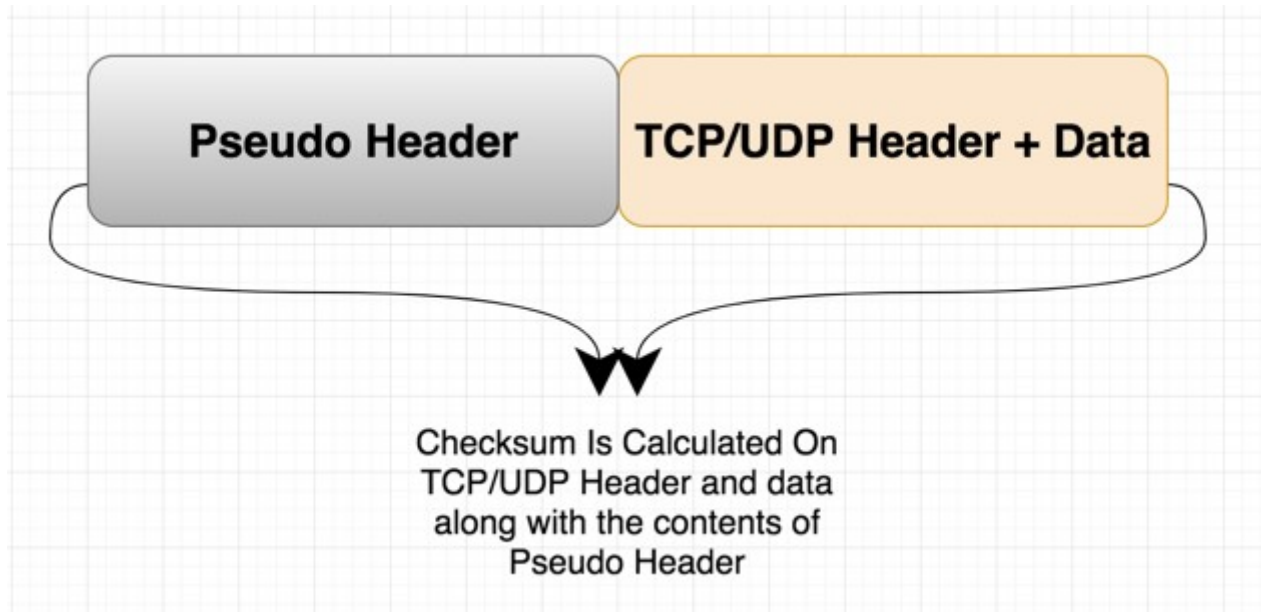 Pseudo Header
TCP/UDP Header + Data
Checksum Is Calculated On
TCP/UDP Header and data
along with the contents of
Pseudo Header